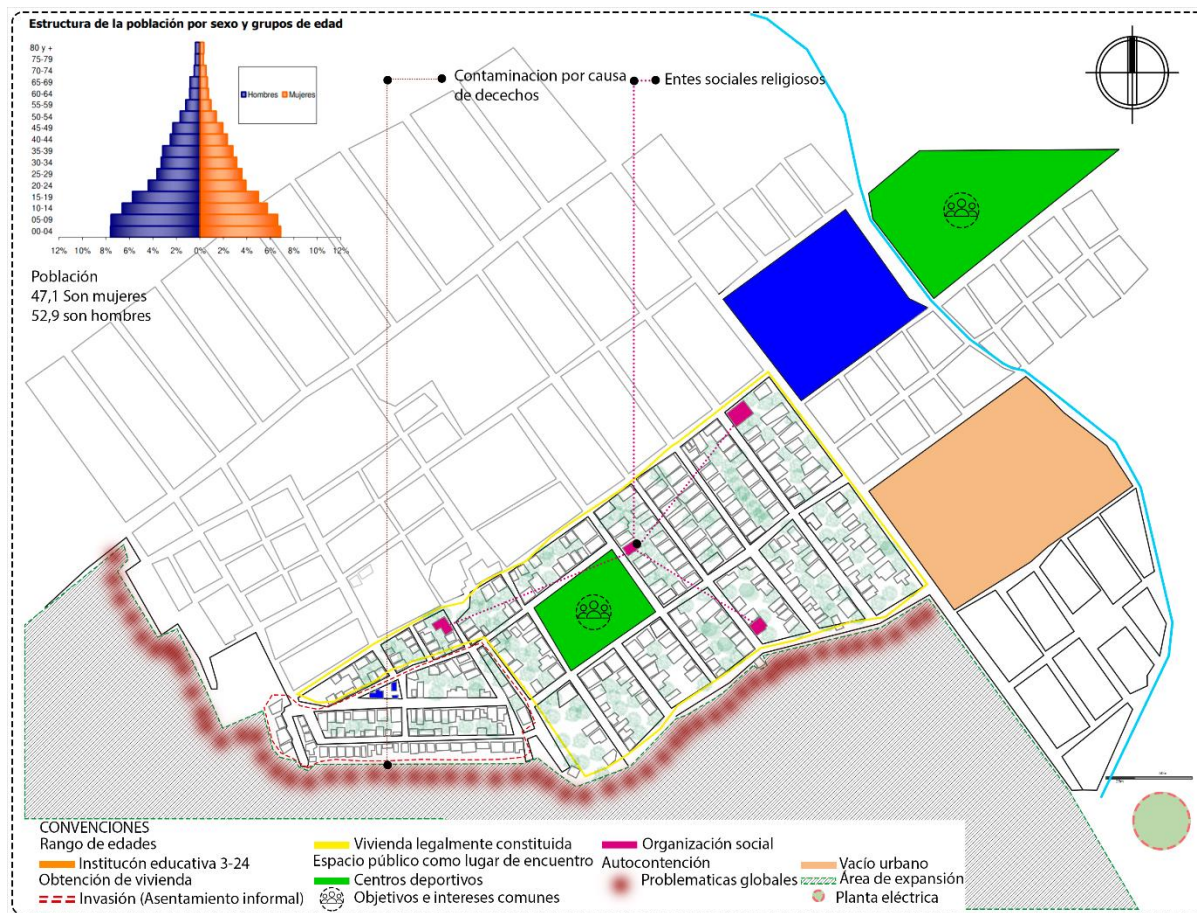 Estructura de la población por sexo y grupos de edad
80 y +
75-79
70-74
65-69
60-64
55-59
50-54
45-49
40-44
35-39
30-34
25-29
20-24
15-19
10-14
05-09
00-04
12% 10% 8% 6% 4% 2% 0% 2% 4% 6% 8% 10% 12%
Hombres Mujeres
Población
47,1 Son mujeres
52,9 son hombres
Contaminacion por causa
de decechos
Entes sociales religiosos
CONVENCIONES
Rango de edades
Institucón educativa 3-24
Obtención de vivienda
Invasión (Asentamiento informal)
Vivienda legalmente constituida
Espacio público como lugar de encuentro
Centros deportivos
Objetivos e intereses comunes
Organización social
Autocontención
Problematicas globales
Vacío urbano
Área de expansión
Planta eléctrica